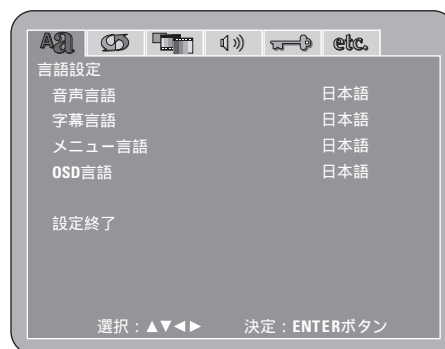 Aa etc.
言語設定
音声言語 日本語
字幕言語 日本語
メニュー言語 日本語
OSD言語 日本語
設定終了
選択：▲▼◀▶ 決定：ENTERボタン